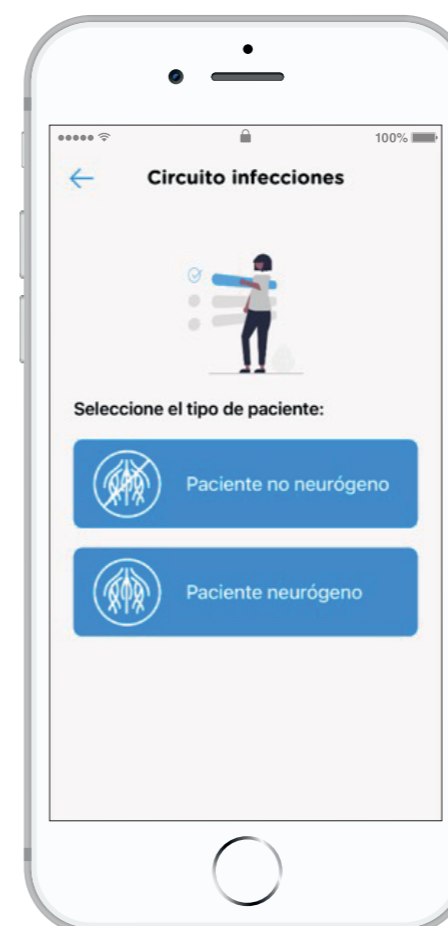 100%
Circuito infecciones
Seleccione el tipo de paciente:
Paciente no neurógeno
Paciente neurógeno